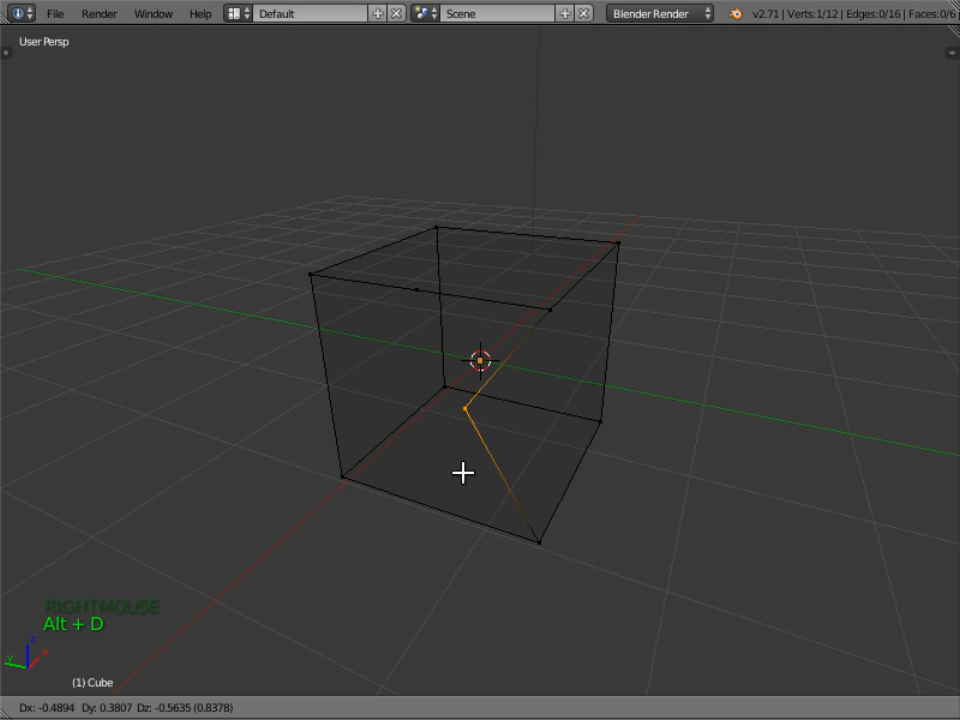 File Render Window Help Default Scene Blender Render v2.71 | Verts:1/12 | Edges:0/16 | Faces:0/6
User Persp
RIGHTMOUSE
Alt + D
z
x
y
(1) Cube
Dx: -0.4894 Dy: 0.3807 Dz: -0.5635 (0.8378)